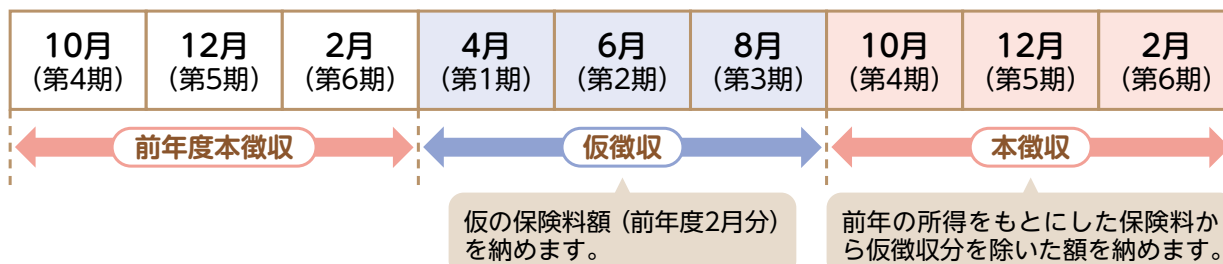 10月 12月 2月 4月 6月 8月 10月 12月 2月
(第4期) (第5期) (第6期) (第1期) (第2期) (第3期) (第4期) (第5期) (第6期)
前年度本徴収 仮徴収 本徴収
仮の保険料額(前年度2月分)
を納めます。
前年の所得をもとにした保険料か
ら仮徴収分を除いた額を納めます。